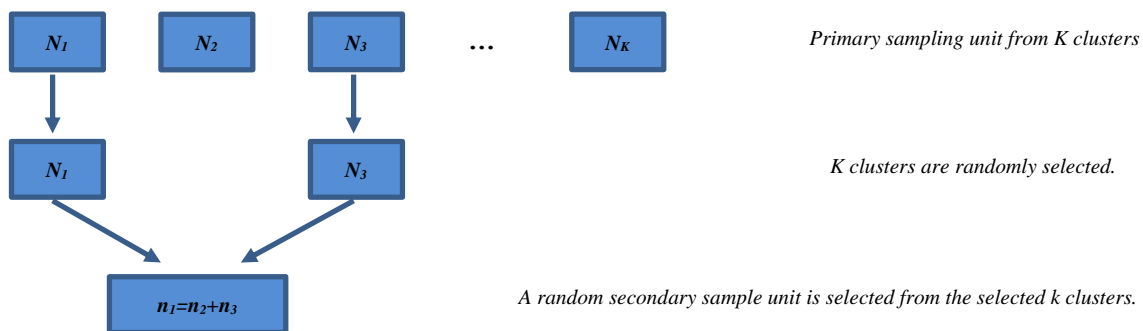 N₁ N₂ N₃ ... N_K Primary sampling unit from K clusters
N₁ N₃ K clusters are randomly selected.
n₁=n₂+n₃ A random secondary sample unit is selected from the selected k clusters.